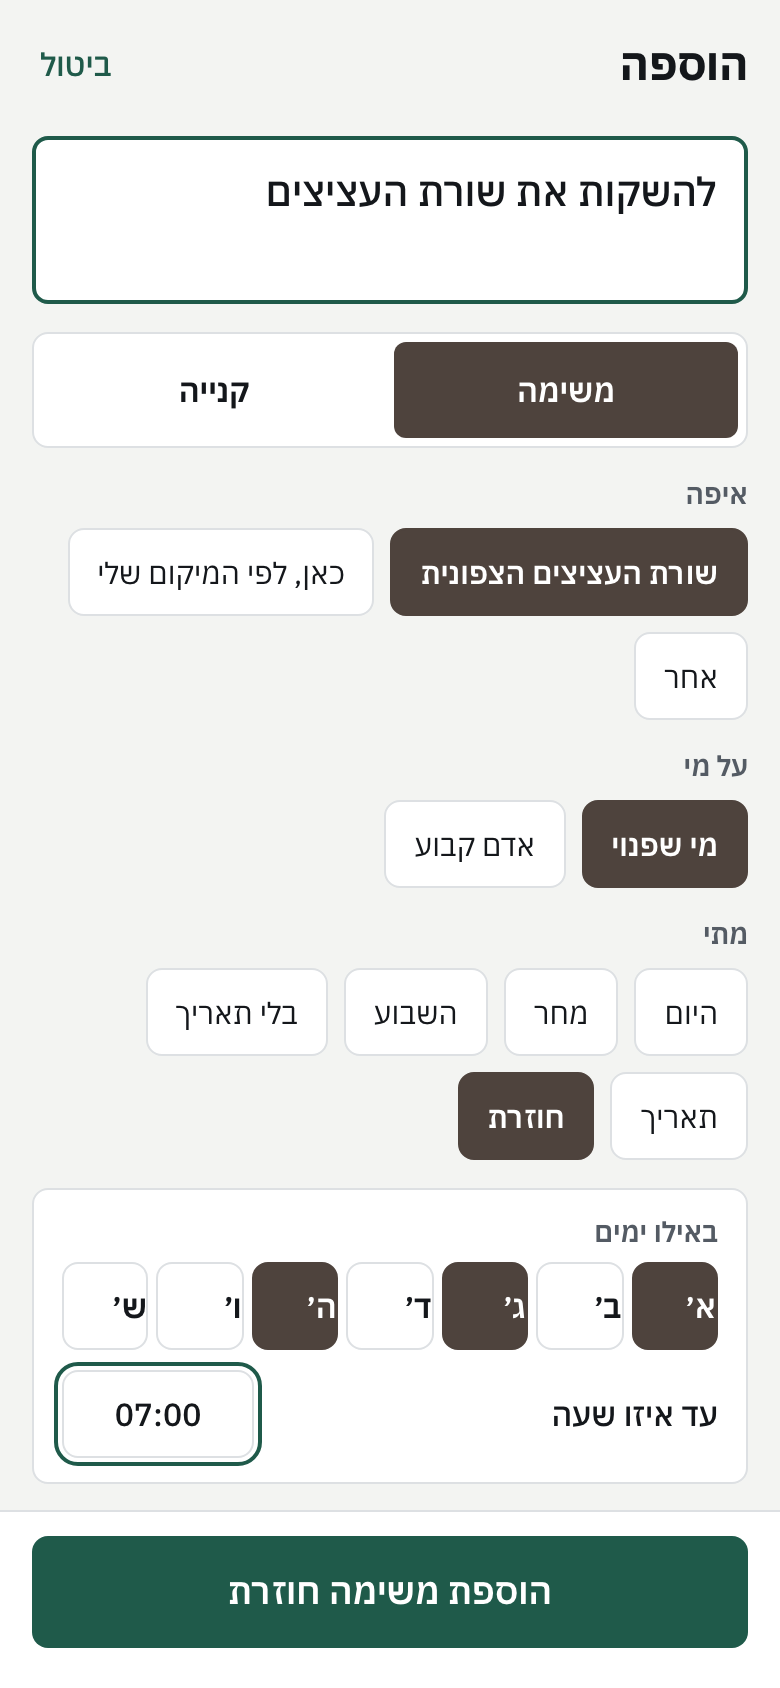 הוספה
ביטול
להשקות את שורת העציצים
משימה
קנייה
איפה
שורת העציצים הצפונית
כאן, לפי המיקום שלי
אחר
על מי
מי שפנוי
אדם קבוע
מתי
היום
מחר
השבוע
בלי תאריך
תאריך
חוזרת
באילו ימים
א׳
ב׳
ג׳
ד׳
ה׳
ו׳
ש׳
עד איזו שעה
07:00
הוספת משימה חוזרת